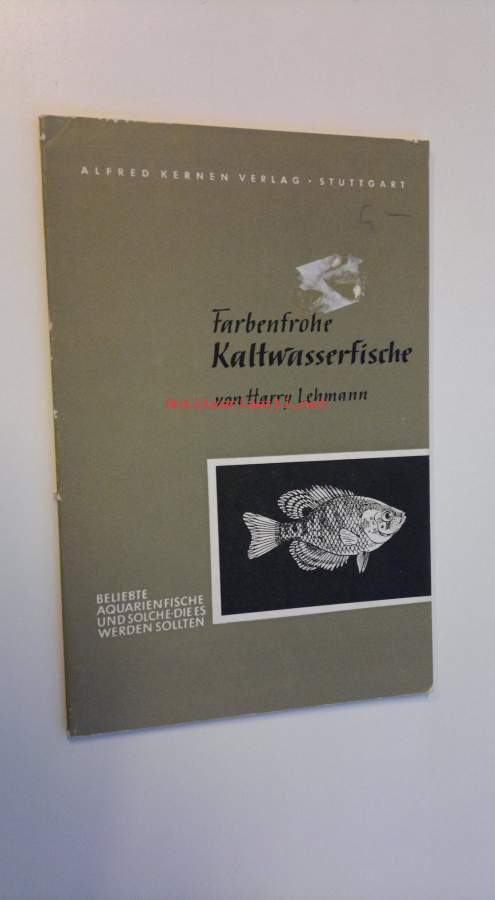 ALFRED KERNEN VERLAG • STUTTGART
Farbenfrohe
Kaltwasserfische
von Harry Lehmann
BELIEBTE
AQUARIENFISCHE
UND SOLCHE·DIE ES
WERDEN SOLLTEN